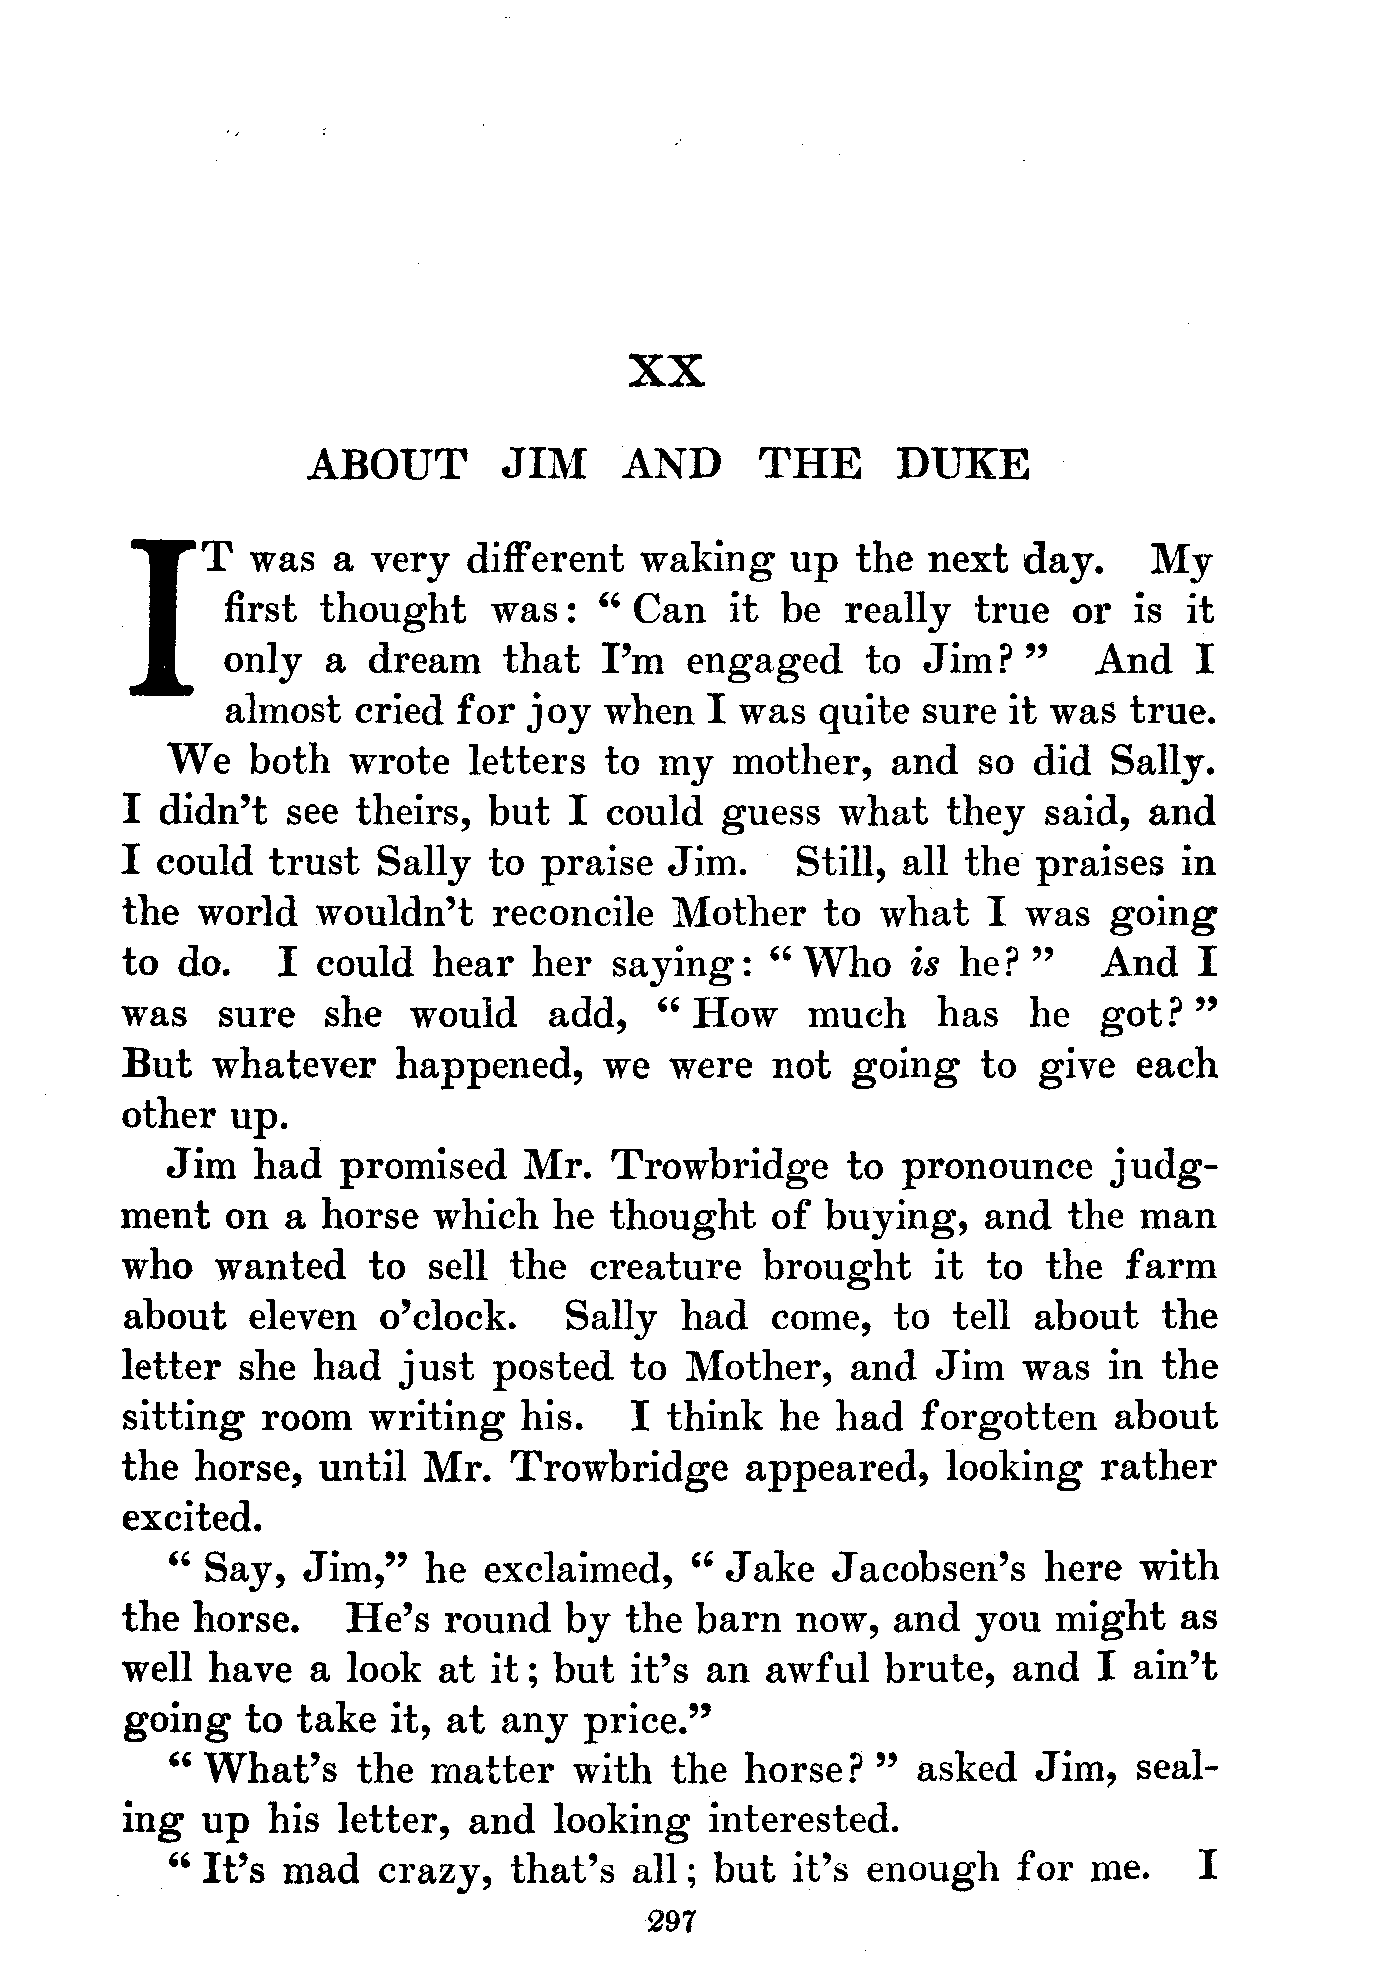 XX
ABOUT JIM AND THE DUKE
IT was a very different waking up the next day. My
first thought was: “Can it be really true or is it
only a dream that I’m engaged to Jim?” And I
almost cried for joy when I was quite sure it was true.
We both wrote letters to my mother, and so did Sally.
I didn’t see theirs, but I could guess what they said, and
I could trust Sally to praise Jim. Still, all the praises in
the world wouldn’t reconcile Mother to what I was going
to do. I could hear her saying: “Who is he?” And I
was sure she would add, “How much has he got?”
But whatever happened, we were not going to give each
other up.
Jim had promised Mr. Trowbridge to pronounce judg-
ment on a horse which he thought of buying, and the man
who wanted to sell the creature brought it to the farm
about eleven o’clock. Sally had come, to tell about the
letter she had just posted to Mother, and Jim was in the
sitting room writing his. I think he had forgotten about
the horse, until Mr. Trowbridge appeared, looking rather
excited.
“Say, Jim,” he exclaimed, “Jake Jacobsen’s here with
the horse. He’s round by the barn now, and you might as
well have a look at it; but it’s an awful brute, and I ain’t
going to take it, at any price.”
“What’s the matter with the horse?” asked Jim, seal-
ing up his letter, and looking interested.
“It’s mad crazy, that’s all; but it’s enough for me. I
297